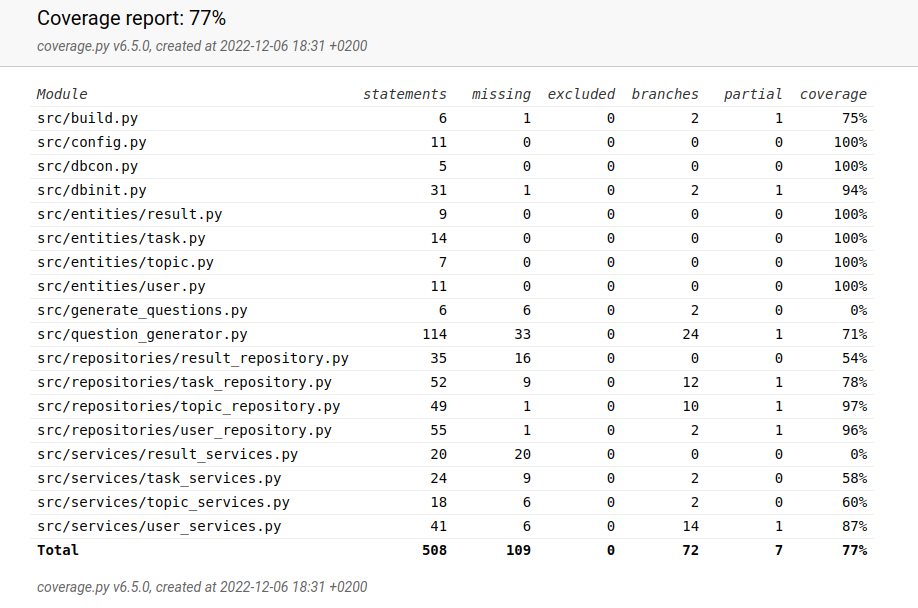 Coverage report: 77%
coverage.py v6.5.0, created at 2022-12-06 18:31 +0200
Module statements missing excluded branches partial coverage
src/build.py 6 1 0 2 1 75%
src/config.py 11 0 0 0 0 100%
src/dbcon.py 5 0 0 0 0 100%
src/dbinit.py 31 1 0 2 1 94%
src/entities/result.py 9 0 0 0 0 100%
src/entities/task.py 14 0 0 0 0 100%
src/entities/topic.py 7 0 0 0 0 100%
src/entities/user.py 11 0 0 0 0 100%
src/generate_questions.py 6 6 0 2 0 0%
src/question_generator.py 114 33 0 24 1 71%
src/repositories/result_repository.py 35 16 0 0 0 54%
src/repositories/task_repository.py 52 9 0 12 1 78%
src/repositories/topic_repository.py 49 1 0 10 1 97%
src/repositories/user_repository.py 55 1 0 2 1 96%
src/services/result_services.py 20 20 0 0 0 0%
src/services/task_services.py 24 9 0 2 0 58%
src/services/topic_services.py 18 6 0 2 0 60%
src/services/user_services.py 41 6 0 14 1 87%
Total 508 109 0 72 7 77%
coverage.py v6.5.0, created at 2022-12-06 18:31 +0200